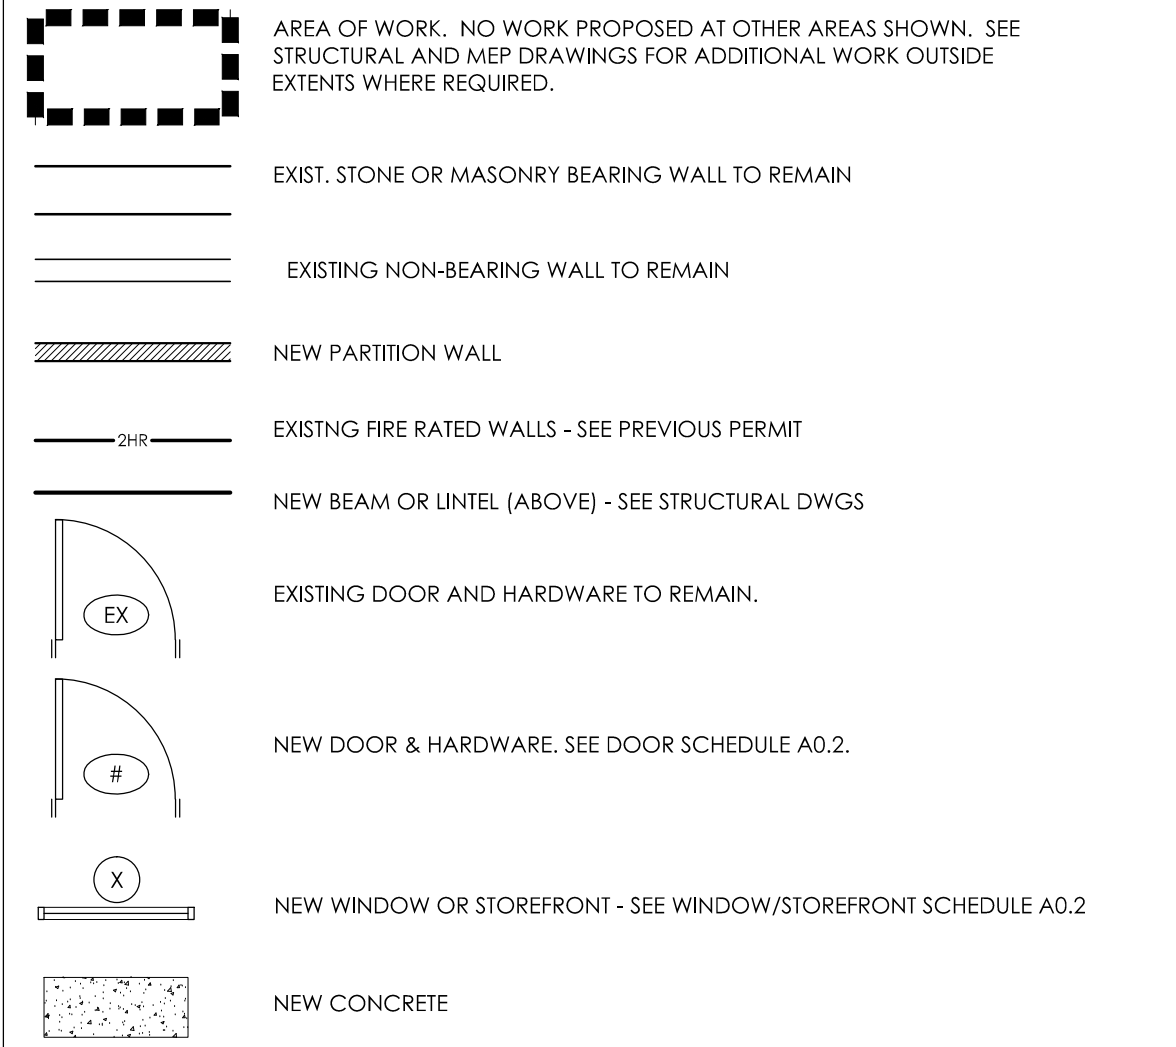 AREA OF WORK. NO WORK PROPOSED AT OTHER AREAS SHOWN. SEE
STRUCTURAL AND MEP DRAWINGS FOR ADDITIONAL WORK OUTSIDE
EXTENTS WHERE REQUIRED.
EXIST. STONE OR MASONRY BEARING WALL TO REMAIN
EXISTING NON-BEARING WALL TO REMAIN
NEW PARTITION WALL
2HR
EXISTNG FIRE RATED WALLS - SEE PREVIOUS PERMIT
NEW BEAM OR LINTEL (ABOVE) - SEE STRUCTURAL DWGS
EX
EXISTING DOOR AND HARDWARE TO REMAIN.
#
NEW DOOR & HARDWARE. SEE DOOR SCHEDULE A0.2.
X
NEW WINDOW OR STOREFRONT - SEE WINDOW/STOREFRONT SCHEDULE A0.2
NEW CONCRETE